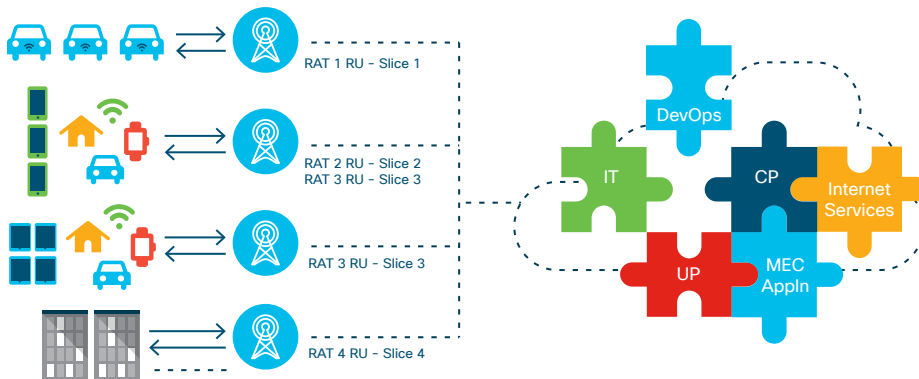 RAT 1 RU - Slice 1
RAT 2 RU - Slice 2
RAT 3 RU - Slice 3
RAT 3 RU - Slice 3
RAT 4 RU - Slice 4
DevOps
IT
CP
Internet
Services
UP
MEC
AppIn